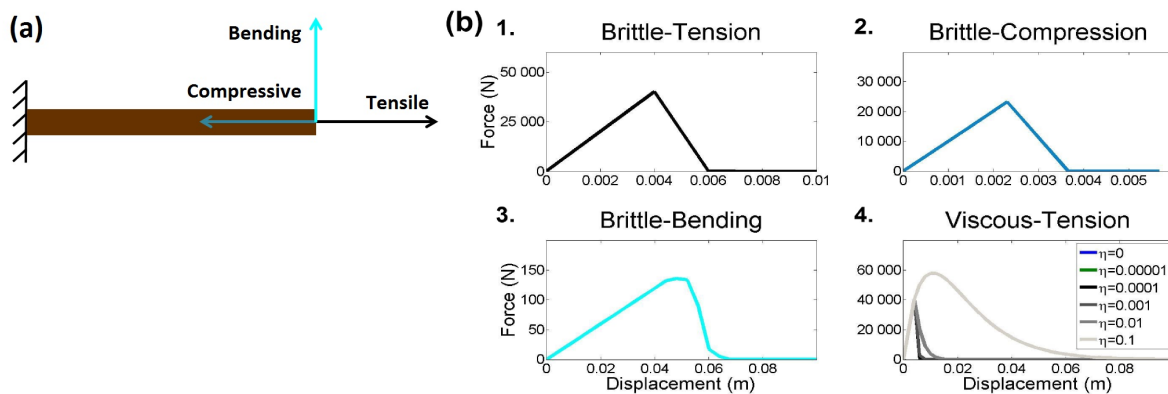 (a)
Bending
Compressive
Tensile
(b)
1.
Brittle-Tension
Force (N)
50 000
25 000
0
0 0.002 0.004 0.006 0.008 0.01
2.
Brittle-Compression
30 000
20 000
10 000
0
0 0.001 0.002 0.003 0.004 0.005
3.
Brittle-Bending
Force (N)
150
100
50
0
0 0.02 0.04 0.06 0.08
Displacement (m)
4.
Viscous-Tension
60 000
40 000
20 000
0
0 0.02 0.04 0.06 0.08
Displacement (m)
η=0
η=0.00001
η=0.0001
η=0.001
η=0.01
η=0.1